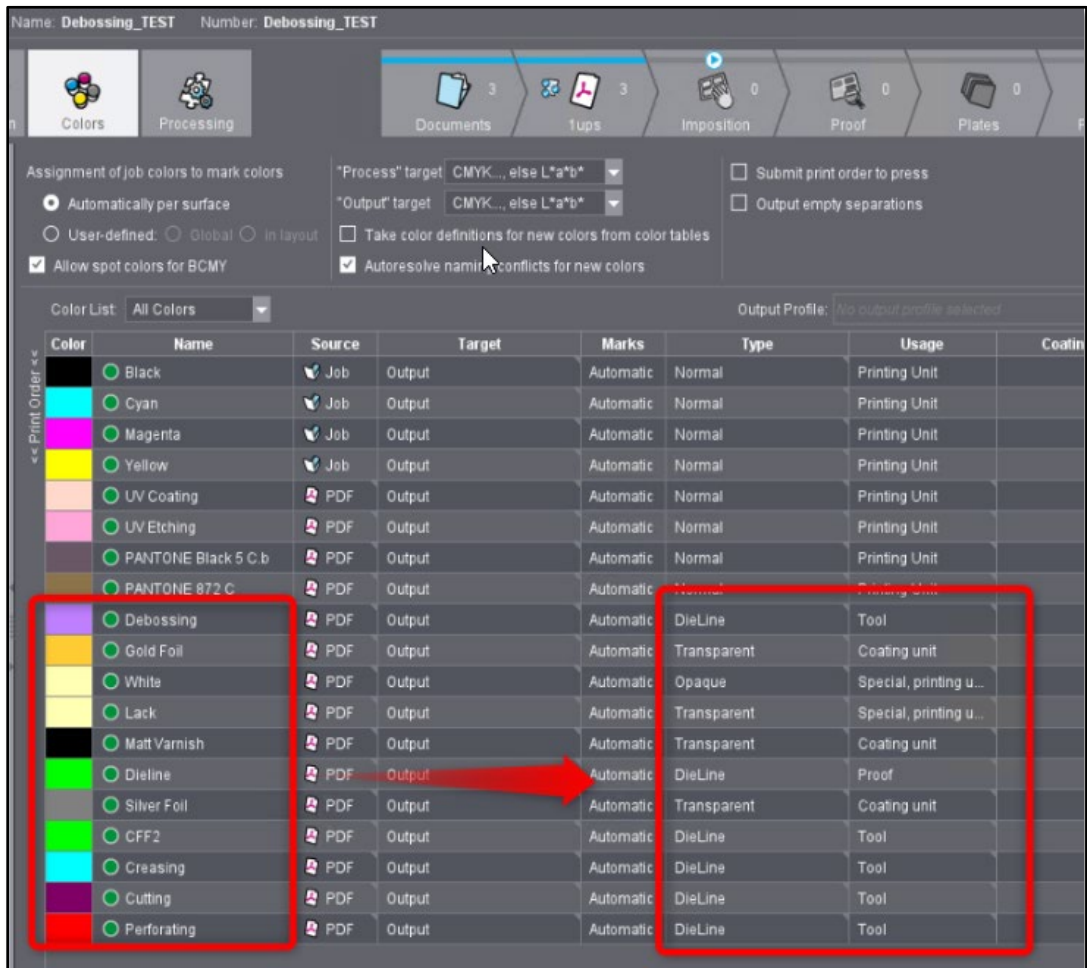 Name: Debossing_TEST Number: Debossing_TEST
Colors Processing Documents 3 1ups 3 Imposition 0 Proof 0 Plates 0
Assignment of job colors to mark colors "Process" target CMYK..., else L*a*b* Submit print order to press
Automatically per surface "Output" target CMYK..., else L*a*b* Output empty separations
User-defined: Global in layout Take color definitions for new colors from color tables
Allow spot colors for BCMY Autoresolve naming conflicts for new colors
Color List: All Colors Output Profile: No output profile selected
<< Print Order <<
Color Name Source Target Marks Type Usage Coatin
Black Job Output Automatic Normal Printing Unit
Cyan Job Output Automatic Normal Printing Unit
Magenta Job Output Automatic Normal Printing Unit
Yellow Job Output Automatic Normal Printing Unit
UV Coating PDF Output Automatic Normal Printing Unit
UV Etching PDF Output Automatic Normal Printing Unit
PANTONE Black 5 C.b PDF Output Automatic Normal Printing Unit
PANTONE 872 C PDF Output Automatic Normal Printing Unit
Debossing PDF Output Automatic DieLine Tool
Gold Foil PDF Output Automatic Transparent Coating unit
White PDF Output Automatic Opaque Special, printing u...
Lack PDF Output Automatic Transparent Special, printing u...
Matt Varnish PDF Output Automatic Transparent Coating unit
Dieline PDF Output Automatic DieLine Proof
Silver Foil PDF Output Automatic Transparent Coating unit
CFF2 PDF Output Automatic DieLine Tool
Creasing PDF Output Automatic DieLine Tool
Cutting PDF Output Automatic DieLine Tool
Perforating PDF Output Automatic DieLine Tool